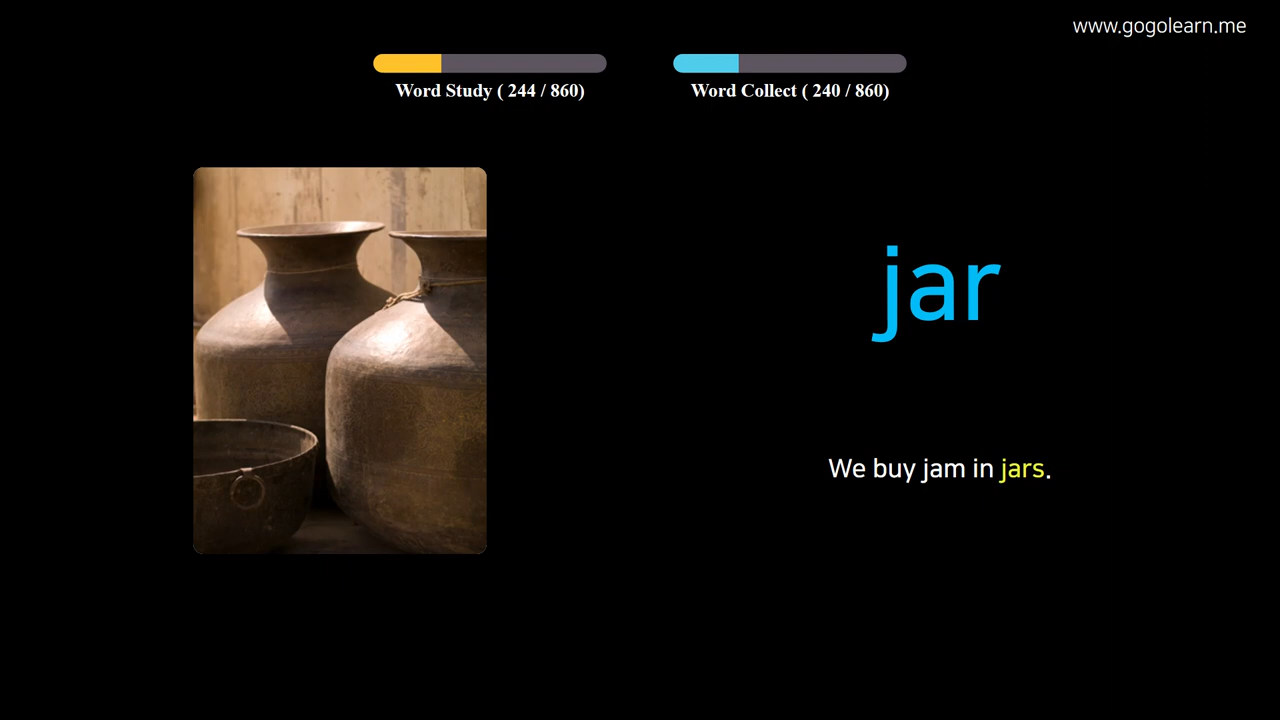 www.gogolearn.me
Word Study ( 244 / 860)
Word Collect ( 240 / 860)
jar
We buy jam in jars.